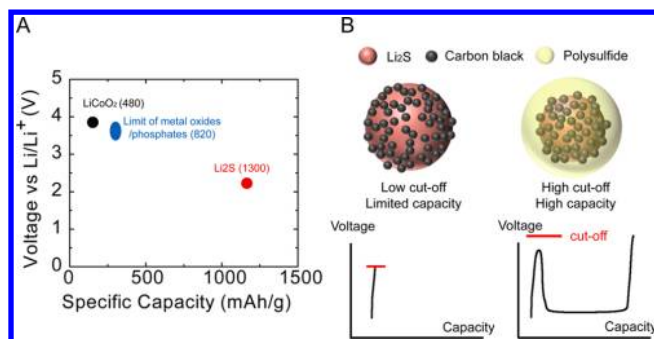 A
Voltage vs Li/Li⁺ (V)
5
4
3
2
1
0
LiCoO₂ (480)
Limit of metal oxides
/phosphates (820)
Li2S (1300)
0
500
1000
1500
Specific Capacity (mAh/g)
B
Li₂S
Carbon black
Polysulfide
Low cut-off
Limited capacity
High cut-off
High capacity
Voltage
Capacity
Voltage
cut-off
Capacity